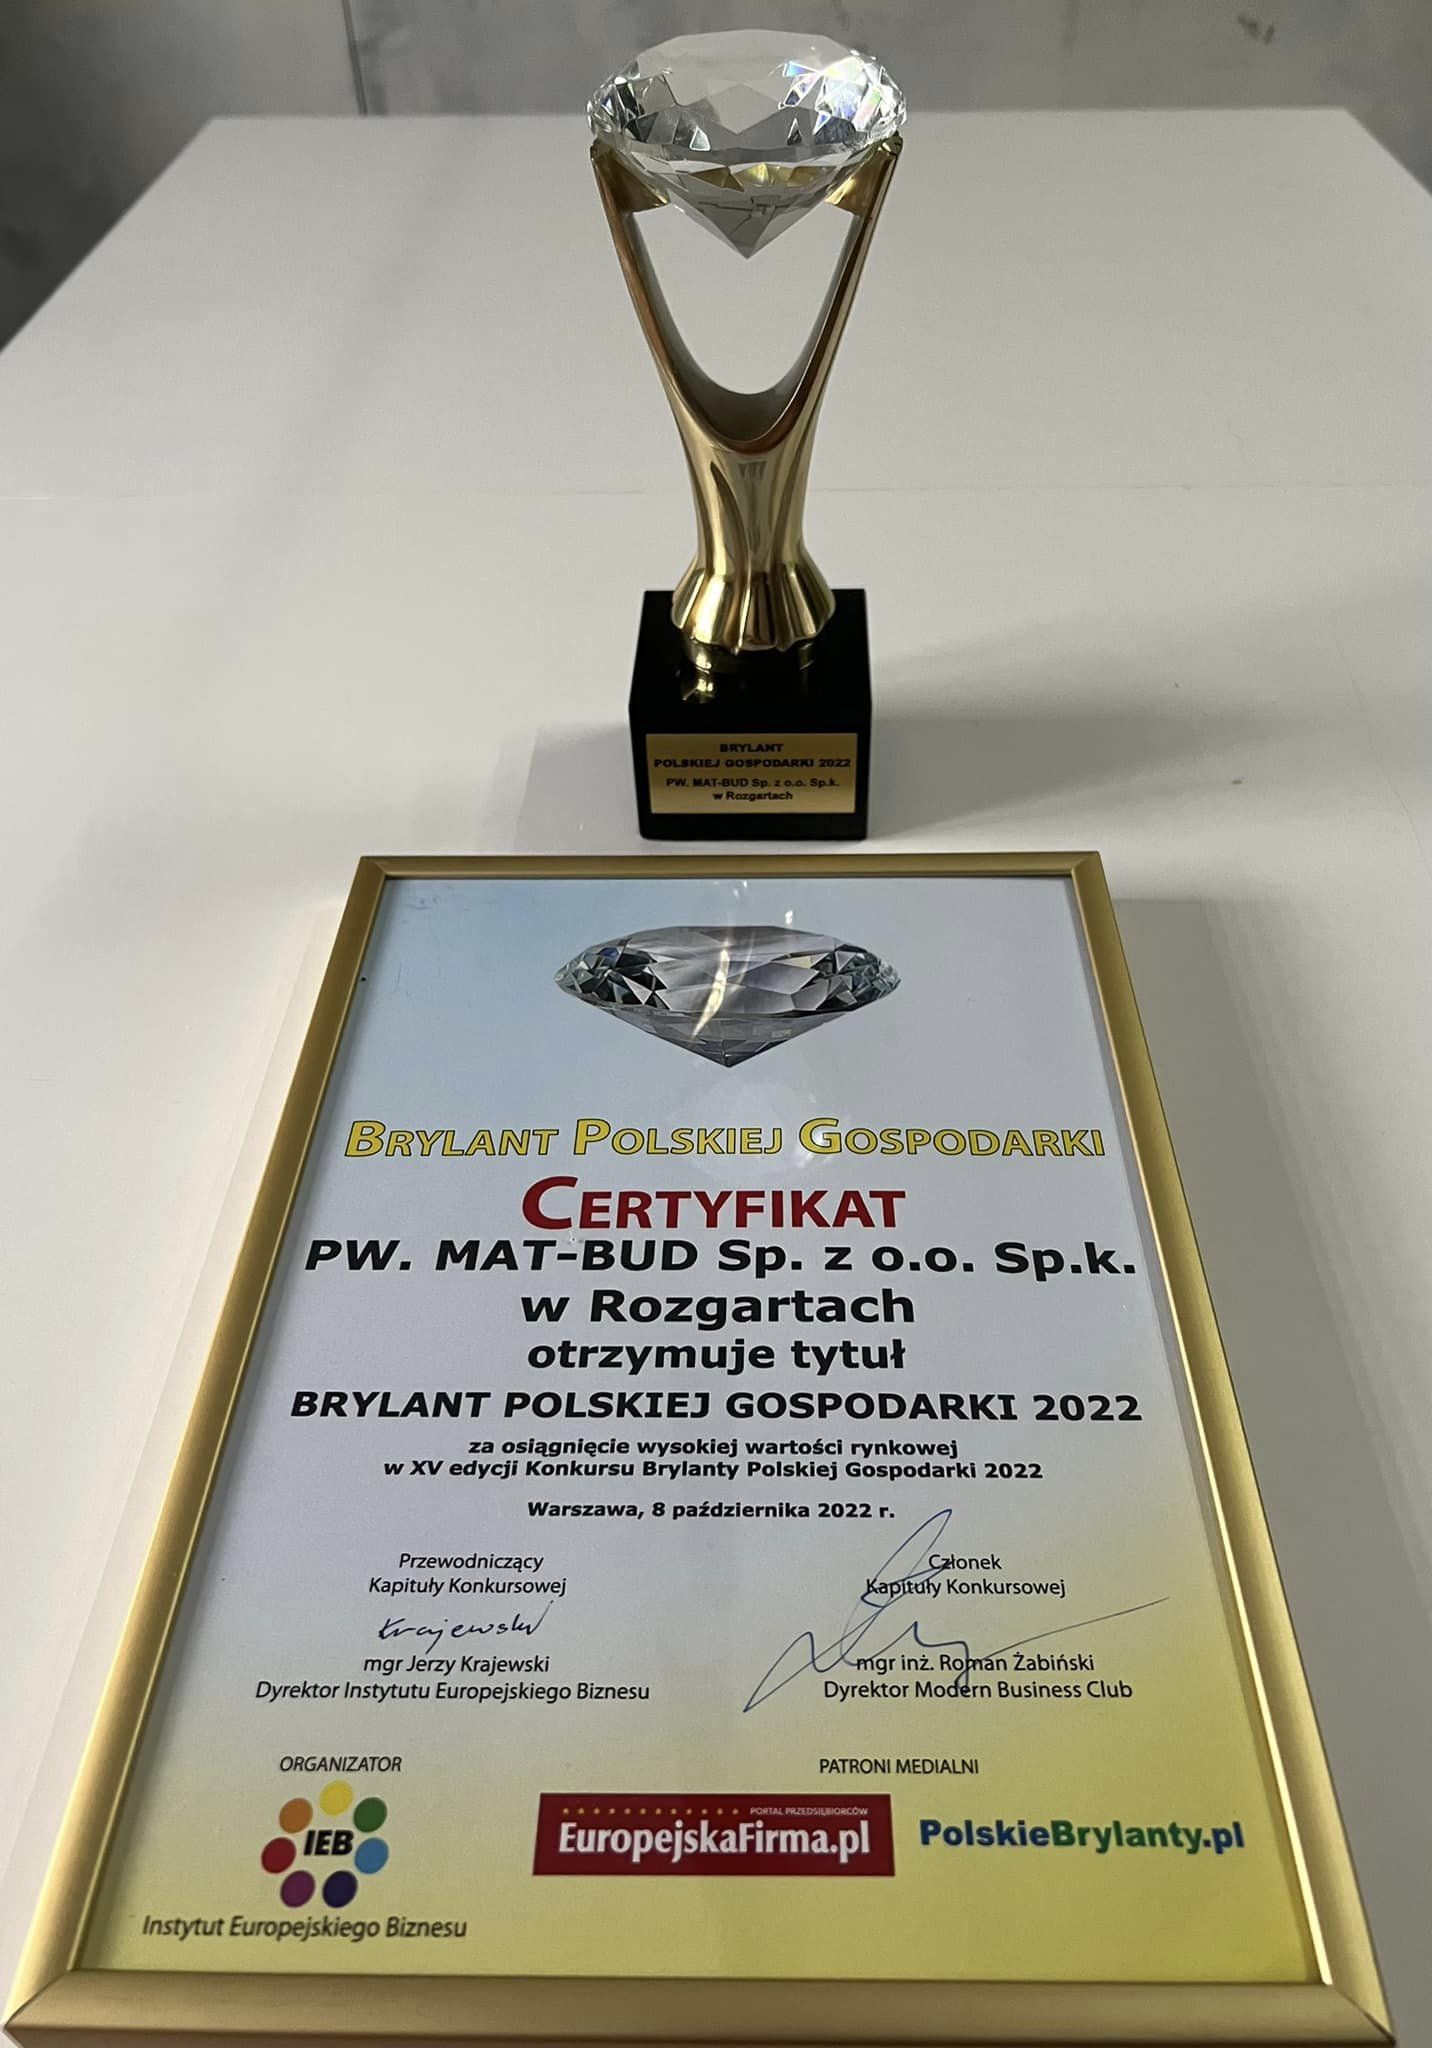 BRYLANT
POLSKIEJ GOSPODARKI 2022
PW. MAT-BUD Sp. z o.o. Sp.k.
w Rozgartach
BRYLANT POLSKIEJ GOSPODARKI
CERTYFIKAT
PW. MAT-BUD Sp. z o.o. Sp.k.
w Rozgartach
otrzymuje tytuł
BRYLANT POLSKIEJ GOSPODARKI 2022
za osiągnięcie wysokiej wartości rynkowej
w XV edycji Konkursu Brylanty Polskiej Gospodarki 2022
Warszawa, 8 października 2022 r.
Przewodniczący
Kapituły Konkursowej
Krajewski
mgr Jerzy Krajewski
Dyrektor Instytutu Europejskiego Biznesu
Członek
Kapituły Konkursowej
mgr inż. Roman Żabiński
Dyrektor Modern Business Club
ORGANIZATOR
IEB
Instytut Europejskiego Biznesu
PATRONI MEDIALNI
PORTAL PRZEDSIĘBIORCÓW
EuropejskaFirma.pl
PolskieBrylanty.pl